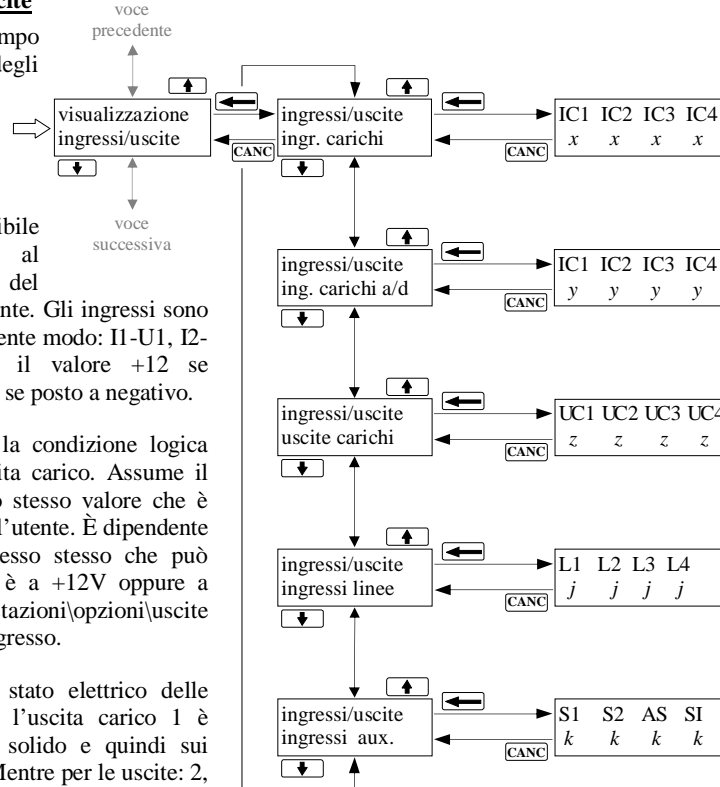 cite
mpo
degli
ibile
al
del
nte. Gli ingressi sono
ente modo: I1-U1, I2-
il valore +12 se
se posto a negativo.
la condizione logica
ita carico. Assume il
o stesso valore che è
l'utente. È dipendente
esso stesso che può
è a +12V oppure a
tazioni\opzioni\uscite
gresso.
stato elettrico delle
l'uscita carico 1 è
solido e quindi sui
Mentre per le uscite: 2,
voce
precedente
visualizzazione
ingressi/uscite
CANC
voce
successiva
ingressi/uscite
ingr. carichi
CANC
IC1 IC2 IC3 IC4
x x x x
ingressi/uscite
ing. carichi a/d
CANC
IC1 IC2 IC3 IC4
y y y y
ingressi/uscite
uscite carichi
CANC
UC1 UC2 UC3 UC4
z z z z
ingressi/uscite
ingressi linee
CANC
L1 L2 L3 L4
j j j j
ingressi/uscite
ingressi aux.
CANC
S1 S2 AS SI
k k k k